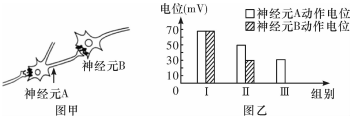 神经元A
神经元B
图甲
电位(mV)
70
50
30
10
0
I
II
III
组别
神经元A动作电位
神经元B动作电位
图乙